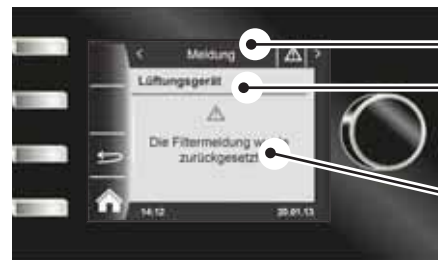 Meldung
Lüftungsgerät
Die Filtermeldung
zurückgesetzt
14:12 20.01.13